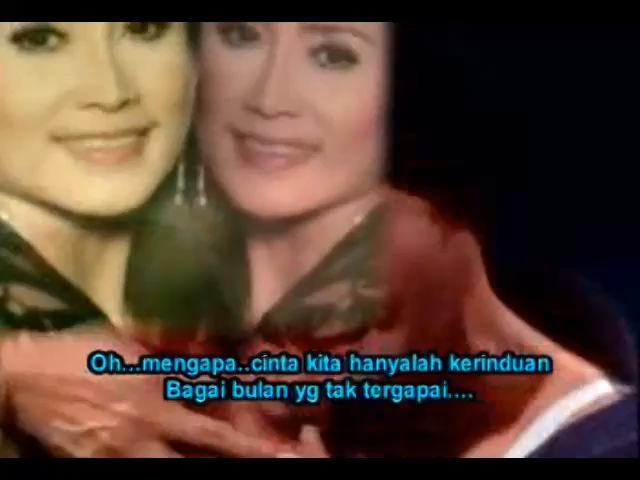 Oh...mengapa..cinta kita hanyalah kerinduan
Bagai bulan yg tak tergapai....